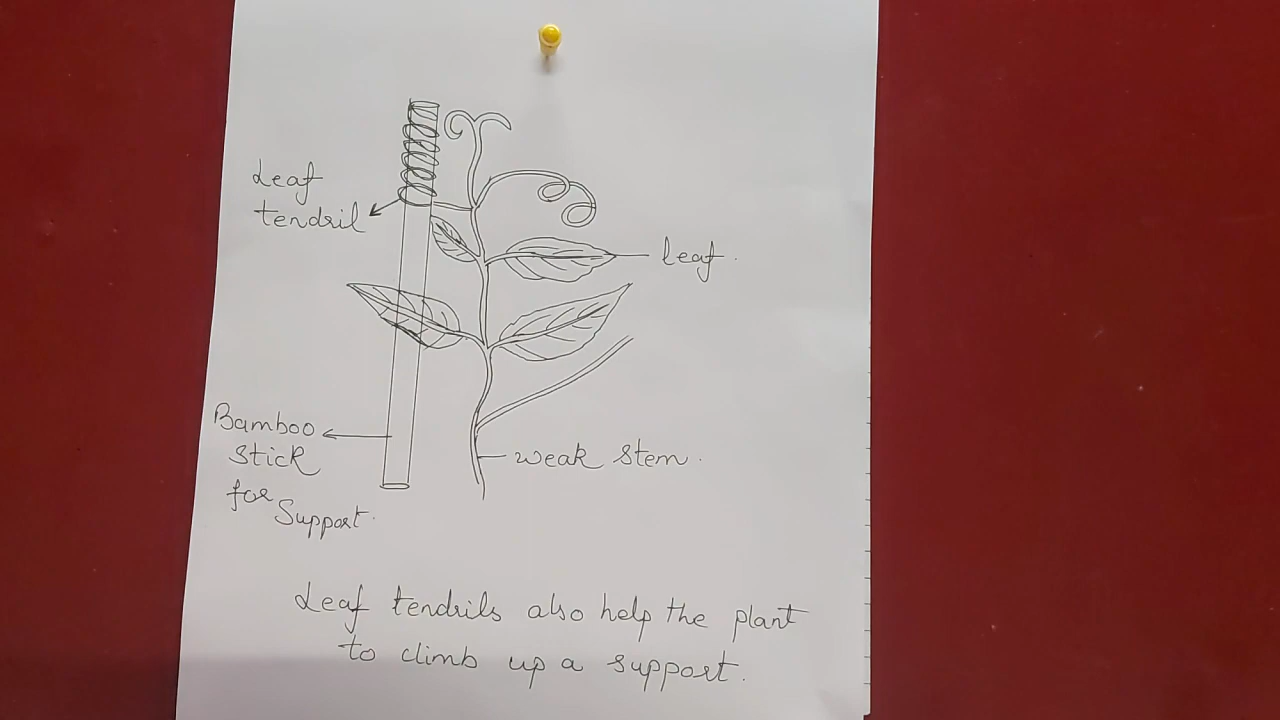 Leaf
tendril
leaf.
Bamboo
stick
for support.
weak stem.
Leaf tendrils also help the plant
to climb up a support.